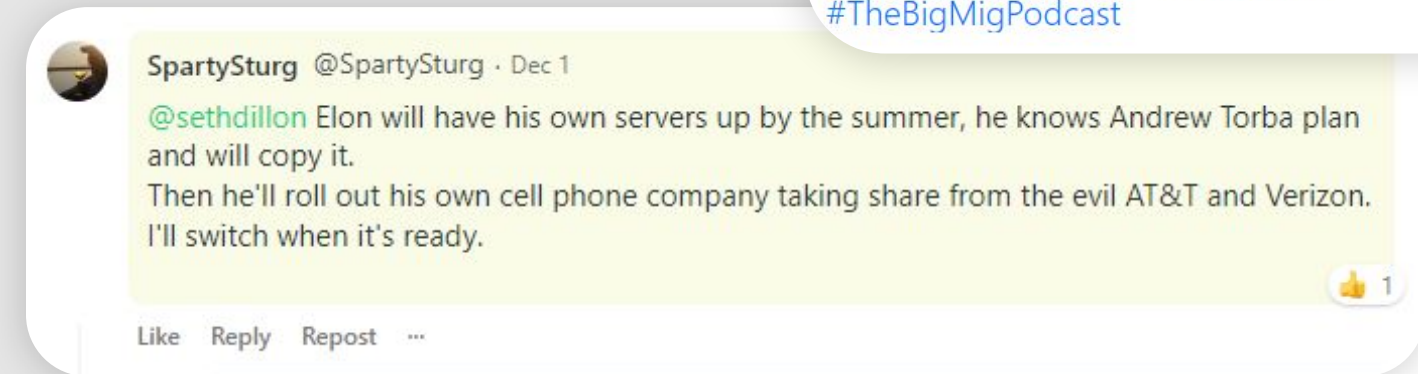 #TheBigMigPodcast
SpartySturg @SpartySturg · Dec 1
@sethdillon Elon will have his own servers up by the summer, he knows Andrew Torba plan
and will copy it.
Then he'll roll out his own cell phone company taking share from the evil AT&T and Verizon.
I'll switch when it's ready.
👍 1
Like Reply Repost ···